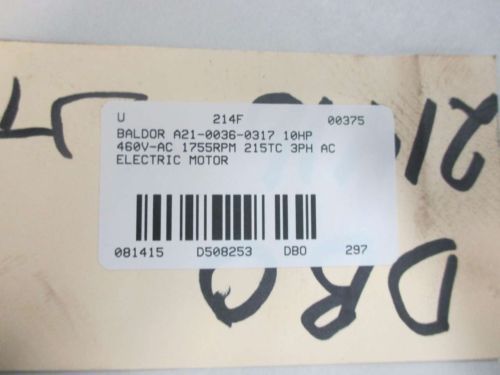 U 214F 00375
BALDOR A21-0036-0317 10HP
460V-AC 1755RPM 215TC 3PH AC
ELECTRIC MOTOR
081415 D508253 DBO 297
DBO